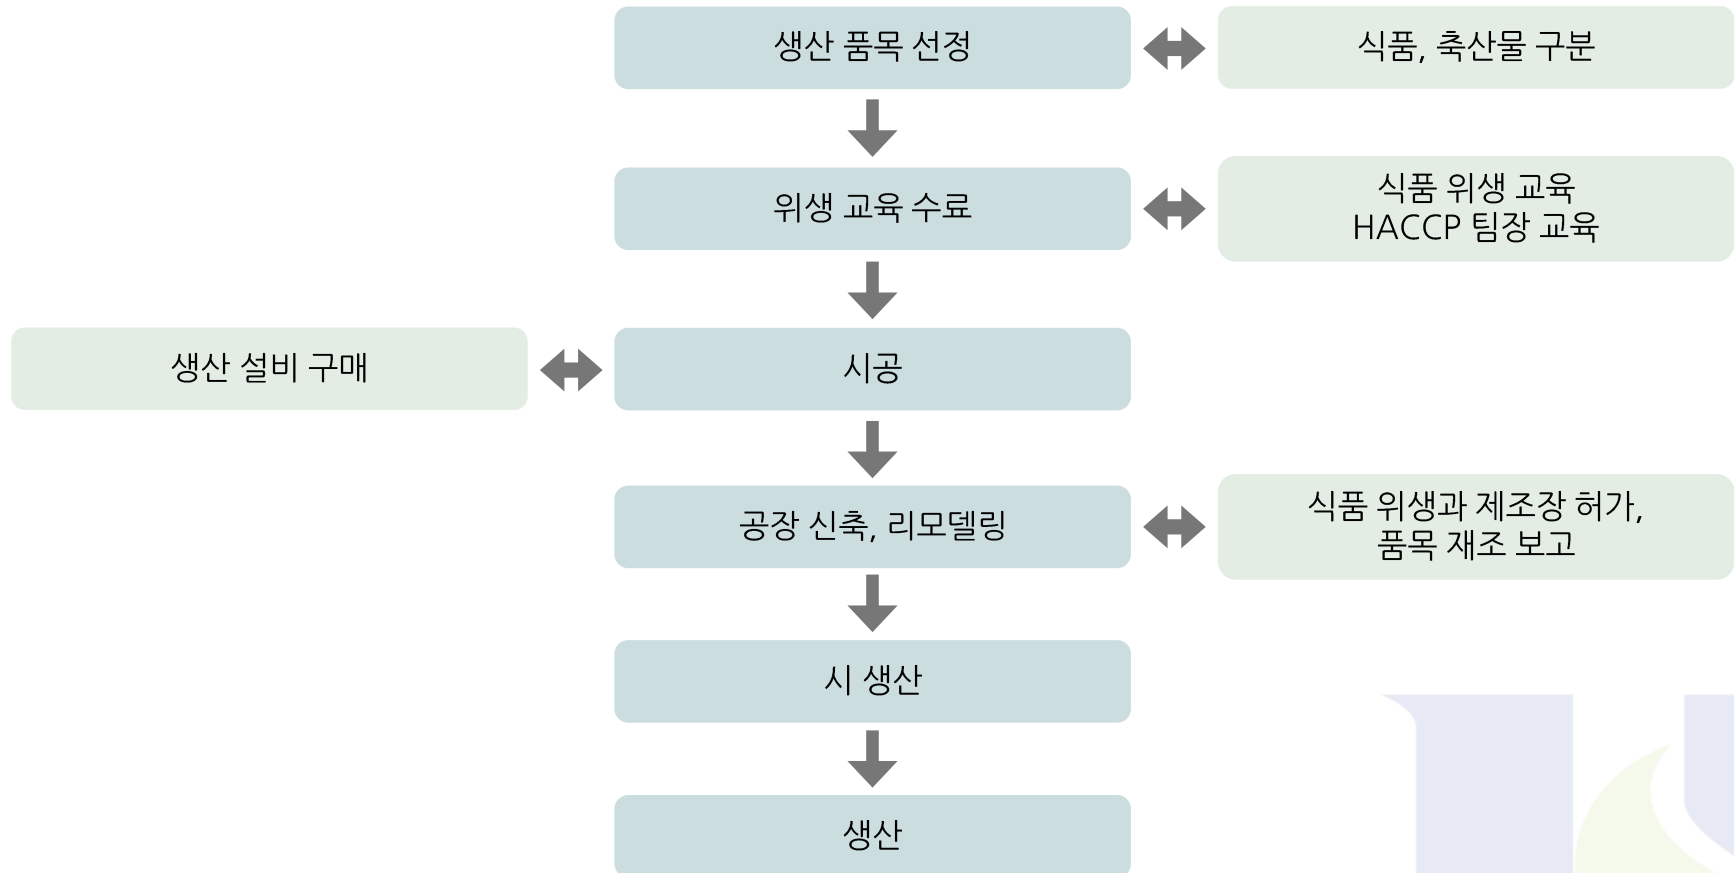 생산 품목 선정
식품, 축산물 구분
위생 교육 수료
식품 위생 교육
HACCP 팀장 교육
생산 설비 구매
시공
공장 신축, 리모델링
식품 위생과 제조장 허가,
품목 재조 보고
시 생산
생산